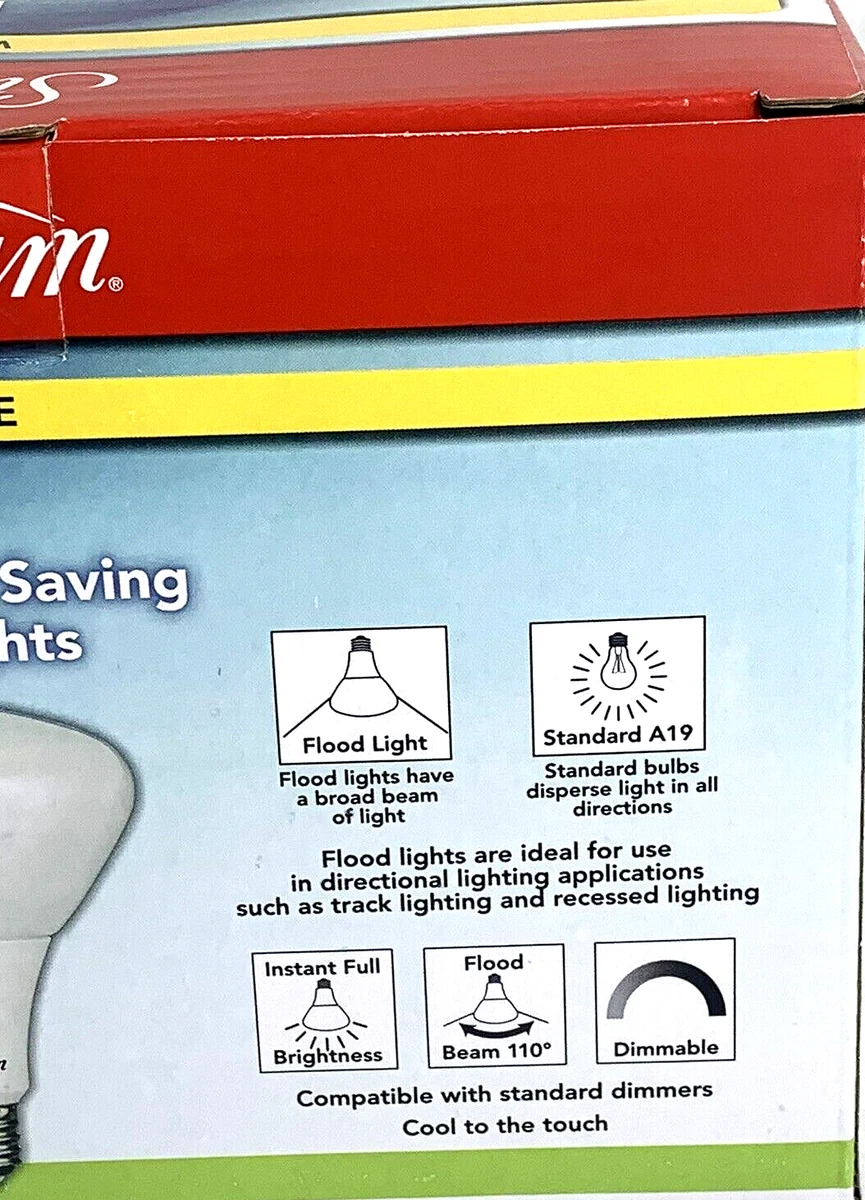 ®
E
Saving
hts
Flood Light
Standard A19
Flood lights have
a broad beam
of light
Standard bulbs
disperse light in all
directions
Flood lights are ideal for use
in directional lighting applications
such as track lighting and recessed lighting
Instant Full
Brightness
Flood
Beam 110°
Dimmable
Compatible with standard dimmers
Cool to the touch